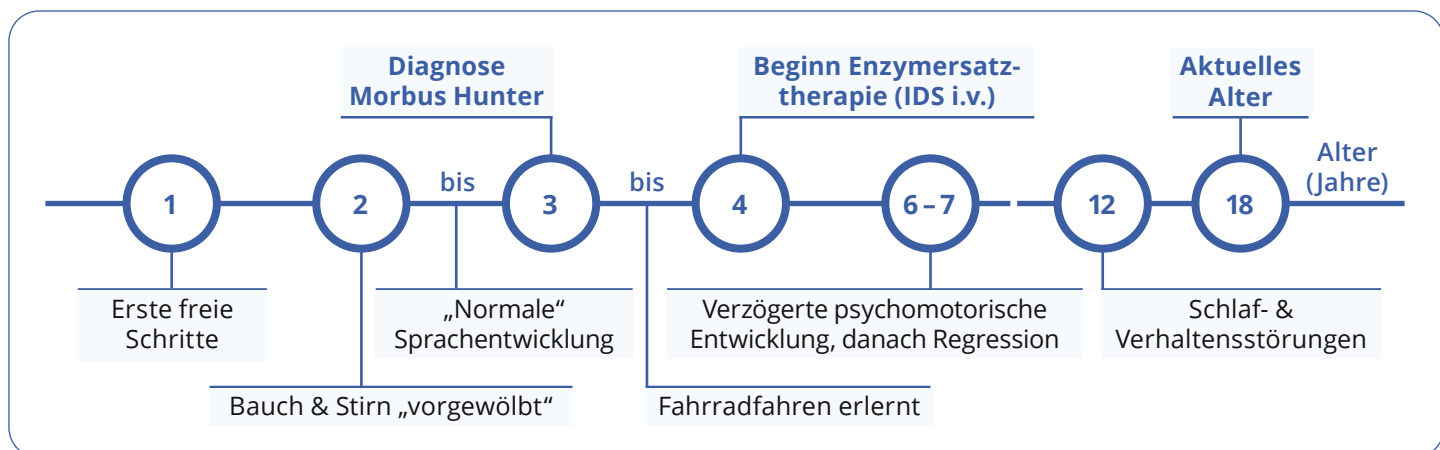 Diagnose
Morbus Hunter
Beginn Enzymersatz-
therapie (IDS i.v.)
Aktuelles
Alter
1
2
bis
3
bis
4
6–7
12
18
Alter
(Jahre)
Erste freie
Schritte
„Normale“
Sprachentwicklung
Verzögerte psychomotorische
Entwicklung, danach Regression
Schlaf- &
Verhaltensstörungen
Bauch & Stirn „vorgewölbt“
Fahrradfahren erlernt